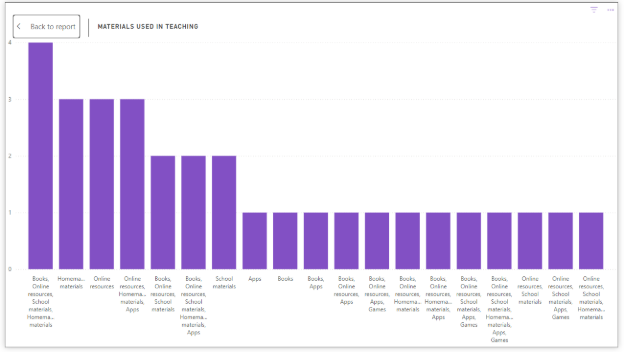 Back to report
MATERIALS USED IN TEACHING
4
3
2
1
0
Books,
Online
resources,
School
materials,
Homema...
materials
Homema...
materials
Online
resources
Online
resources,
Homema...
materials,
Apps
Books,
Online
resources,
School
materials
Books,
Online
resources,
School
materials,
Homema...
materials,
Apps
School
materials
Apps
Books
Books,
Apps
Books,
Online
resources,
Apps
Books,
Online
resources,
Apps,
Games
Books,
Online
resources,
Homema...
materials
Books,
Online
resources,
Homema...
materials,
Apps
Books,
Online
resources,
School
materials,
Apps,
Games
Books,
Online
resources,
School
materials,
Homema...
materials,
Apps,
Games
Online
resources,
School
materials
Online
resources,
School
materials,
Apps,
Games
Online
resources,
School
materials,
Homema...
materials